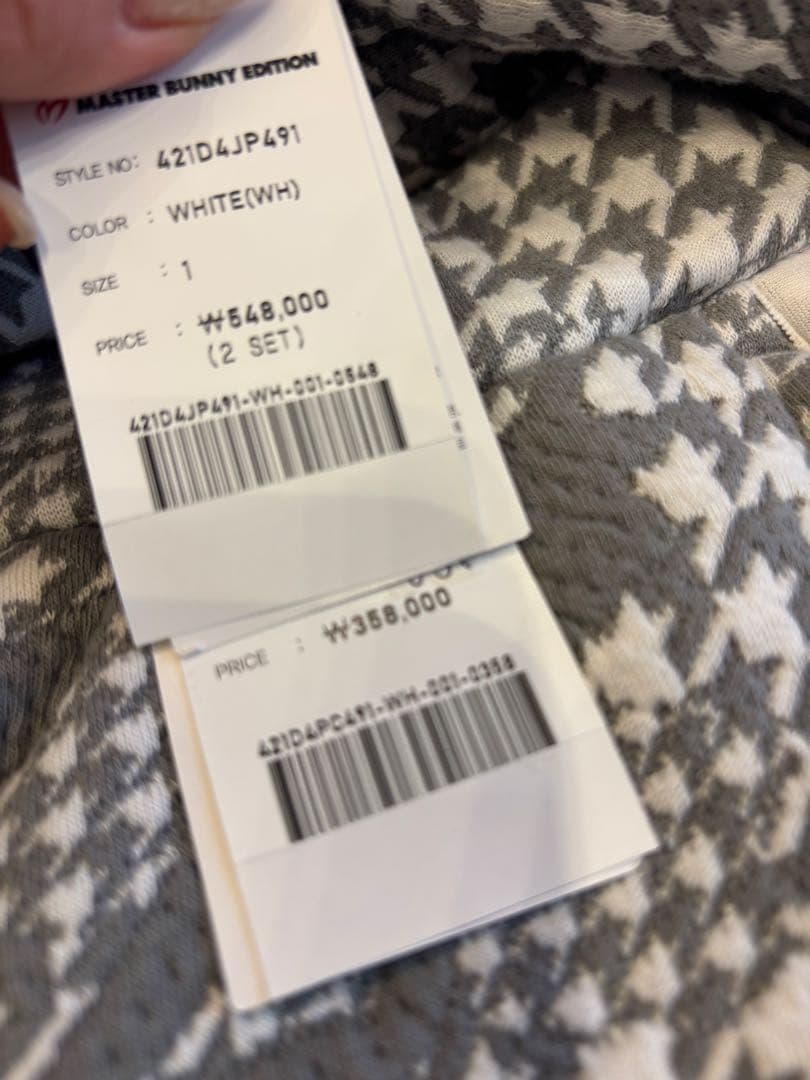 MASTER BUNNY EDITION
STYLE NO: 421D4JP491
COLOR : WHITE(WH)
SIZE : 1
PRICE : ₩548,000
(2 SET)
421D4JP491-WH-001-0548
PRICE : ₩358,000
421D4PC491-WH-001-0358